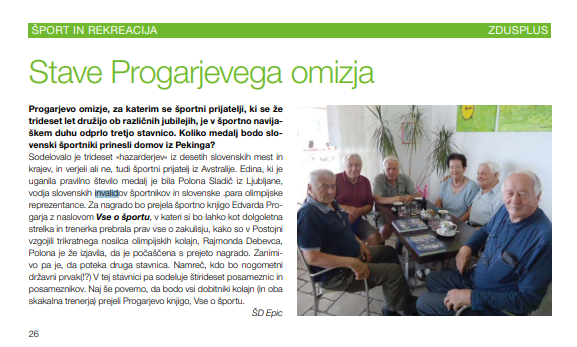 ŠPORT IN REKREACIJA
ZDUSPLUS
Stave Progarjevega omizja
Progarjevo omizje, za katerim se športni prijatelji, ki se že
trideset let družijo ob različnih jubilejih, je v športno navija-
škem duhu odprlo tretjo stavnico. Koliko medalj bodo slo-
venski športniki prinesli domov iz Pekinga?
Sodelovalo je trideset »hazarderjev« iz desetih slovenskih mest in
krajev, in verjeli ali ne, tudi športni prijatelj iz Avstralije. Edina, ki je
uganila pravilno število medalj je bila Polona Sladič iz Ljubljane,
vodja slovenskih invalidov športnikov in slovenske .para olimpijske
reprezentance. Za nagrado bo prejela športno knjigo Edvarda Pro-
garja z naslovom Vse o športu, v kateri si bo lahko kot dolgoletna
strelka in trenerka prebrala prav vse o zakulisju, kako so v Postojni
vzgojili trikratnega nosilca olimpijskih kolajn, Rajmonda Debevca,
Polona je že izjavila, da je počaščena s prejeto nagrado. Zanimi-
vo pa je, da poteka druga stavnica. Namreč, kdo bo nogometni
državni prvak(!?) V tej stavnici pa sodeluje štirideset posameznic in
posameznikov. Naj še povemo, da bodo vsi dobitniki kolajn (in oba
skakalna trenerja) prejeli Progarjevo knjigo, Vse o športu.
ŠD Epic
26